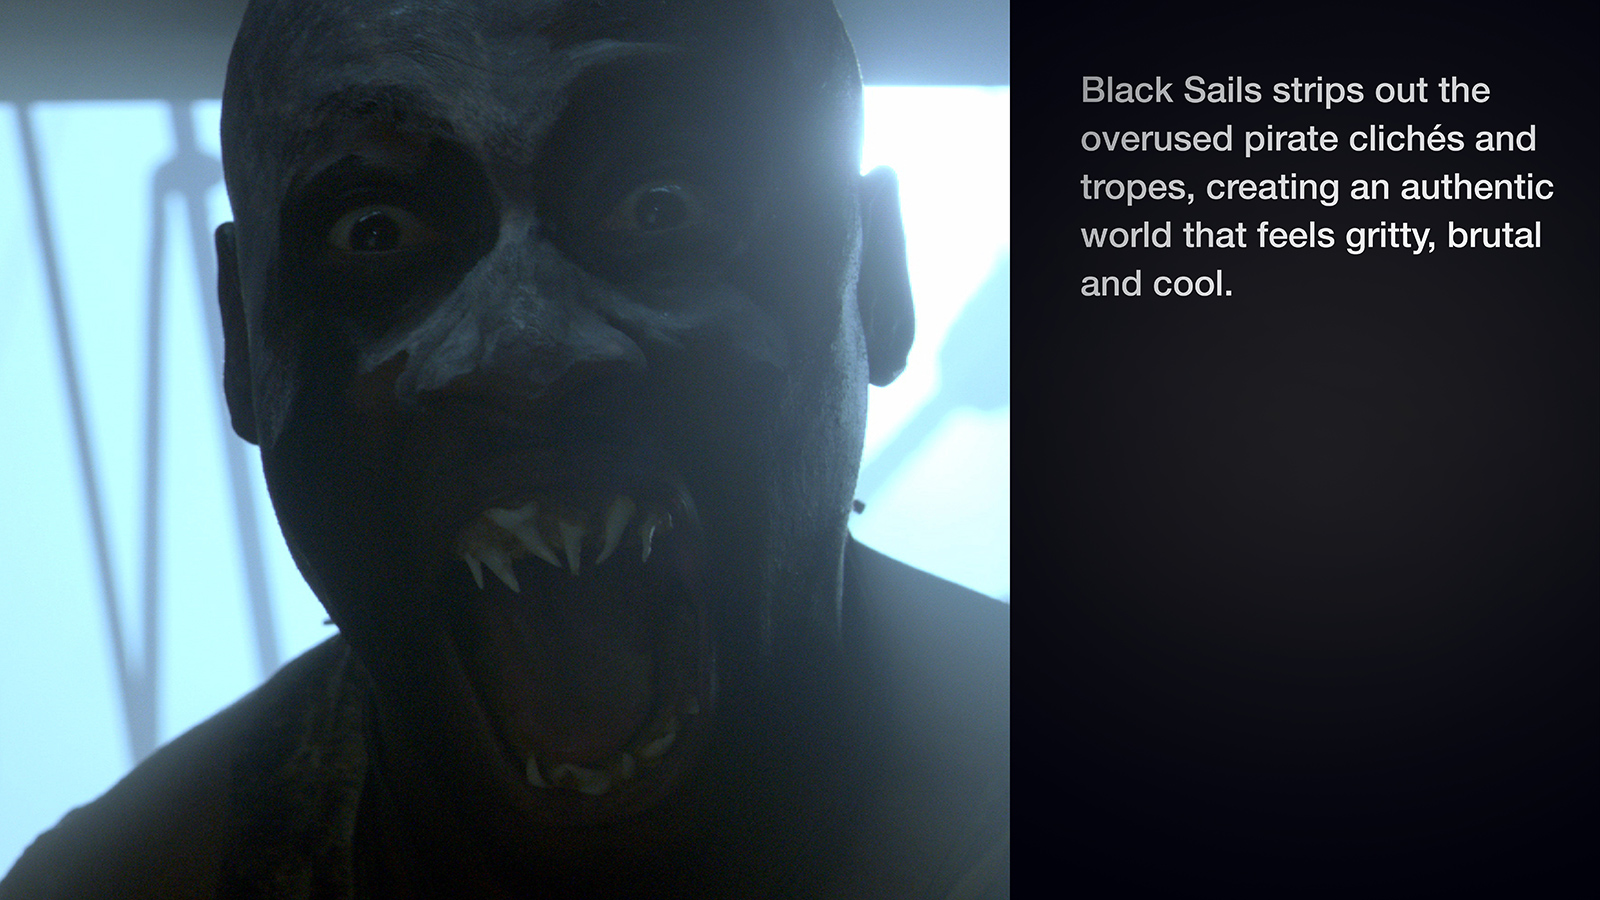 Black Sails strips out the
overused pirate clichés and
tropes, creating an authentic
world that feels gritty, brutal
and cool.